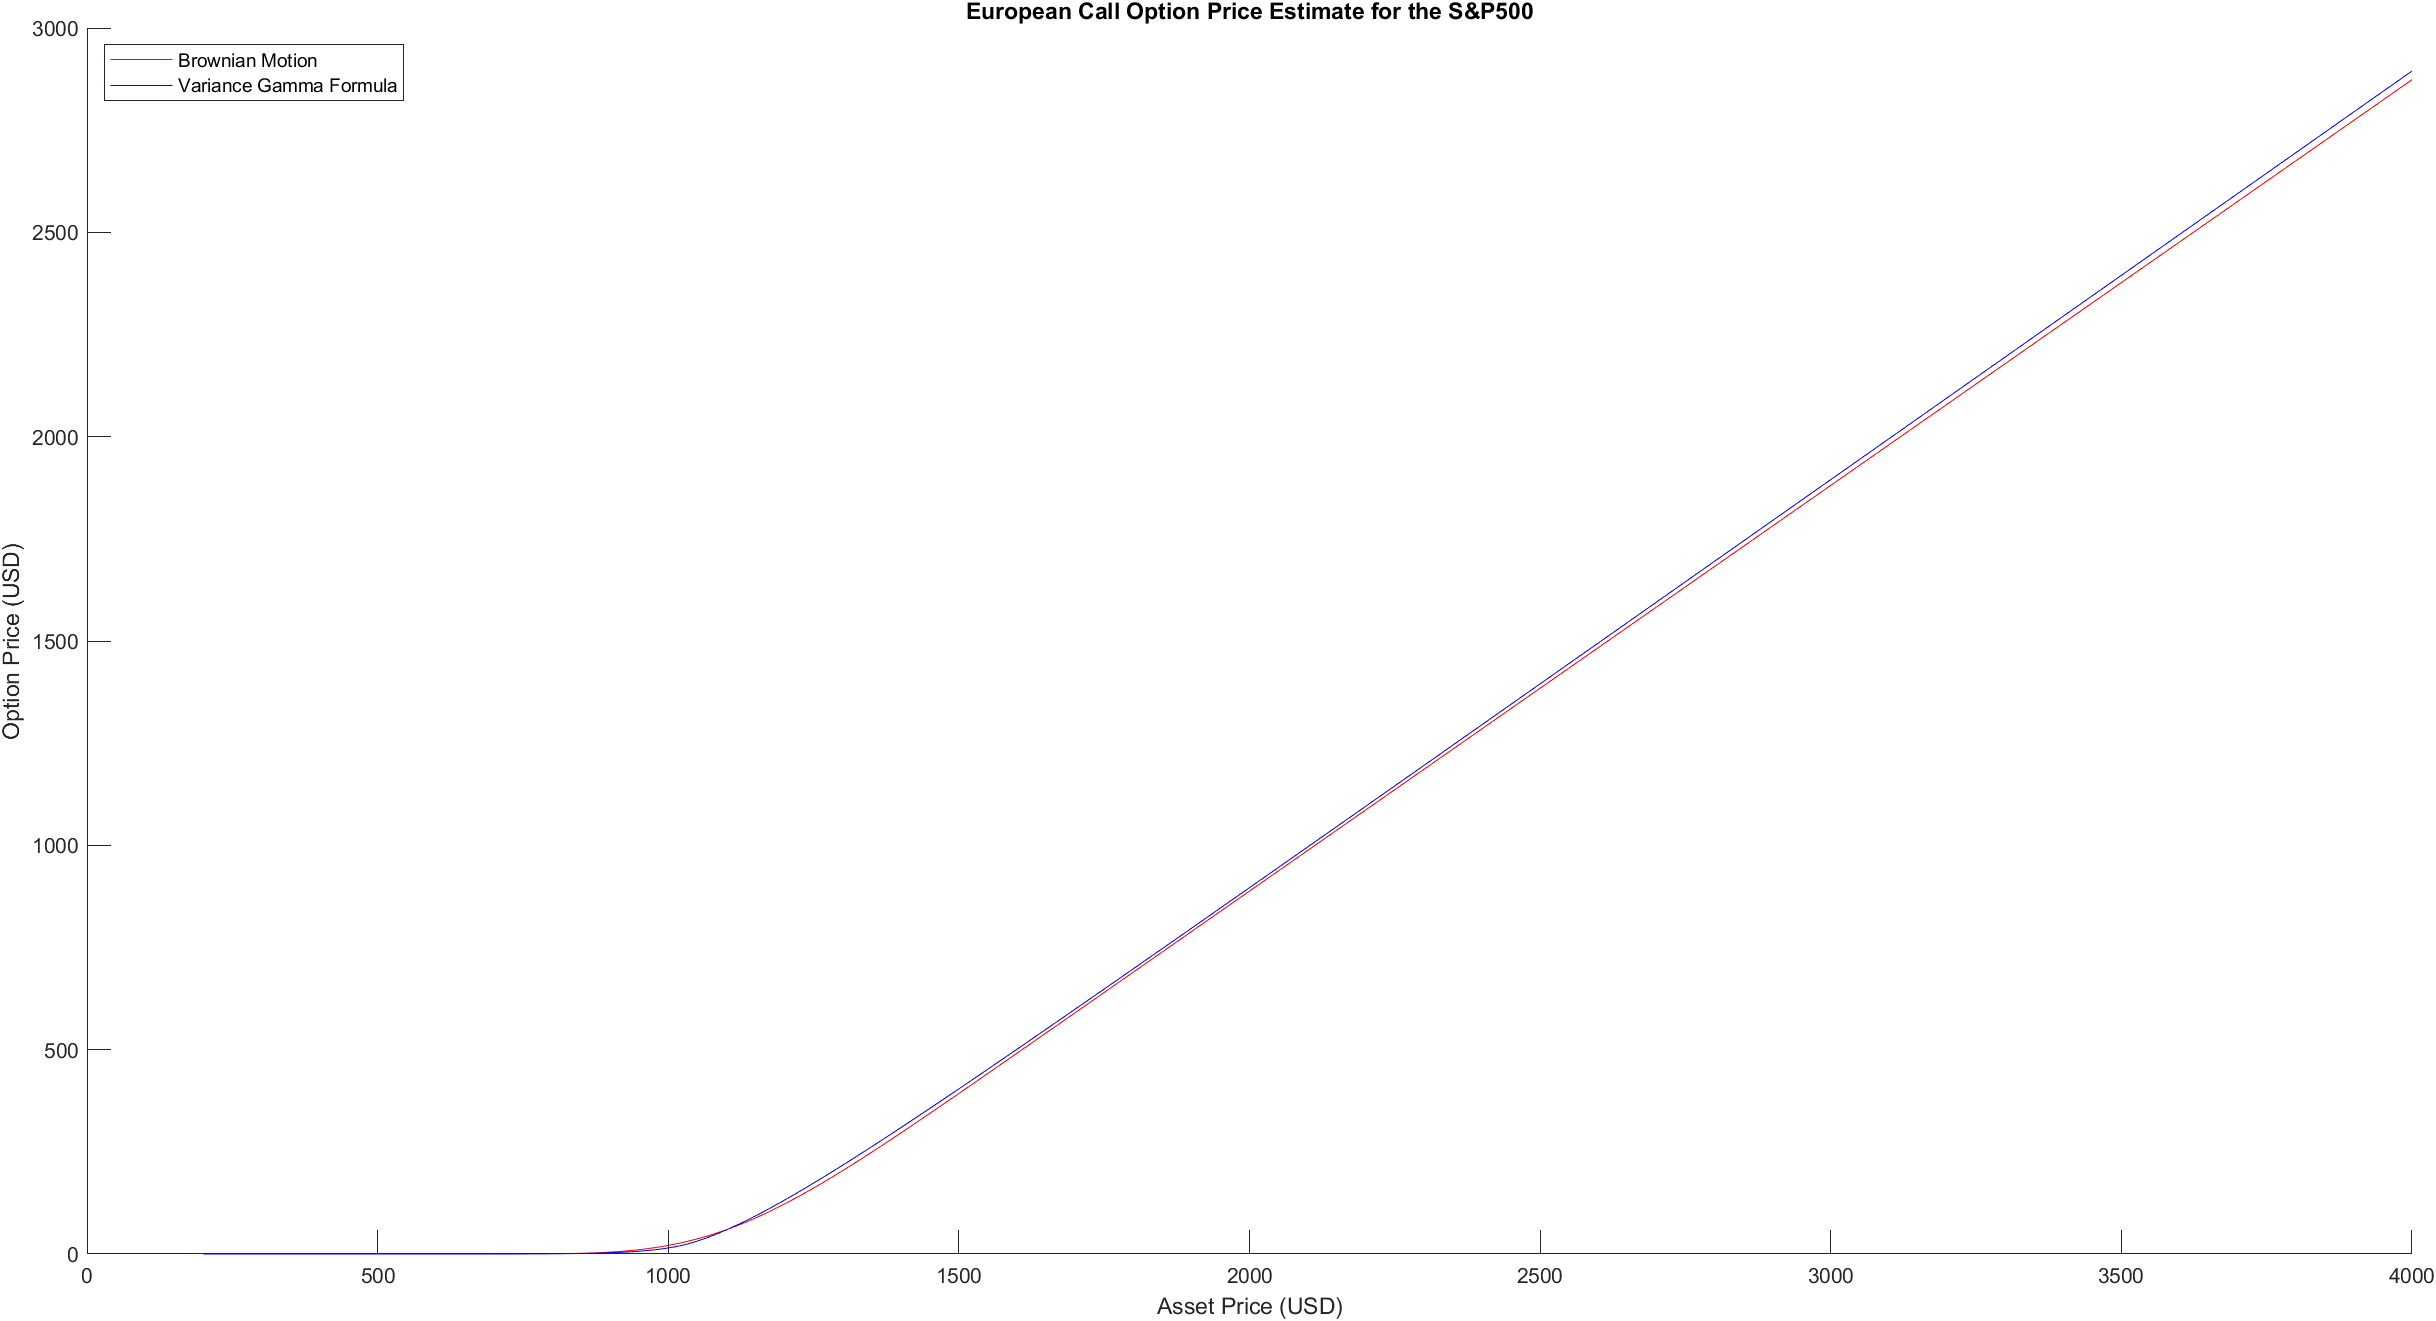 European Call Option Price Estimate for the S&P500
Brownian Motion
Variance Gamma Formula
3000
2500
2000
1500
1000
500
0
Option Price (USD)
0 500 1000 1500 2000 2500 3000 3500 4000
Asset Price (USD)